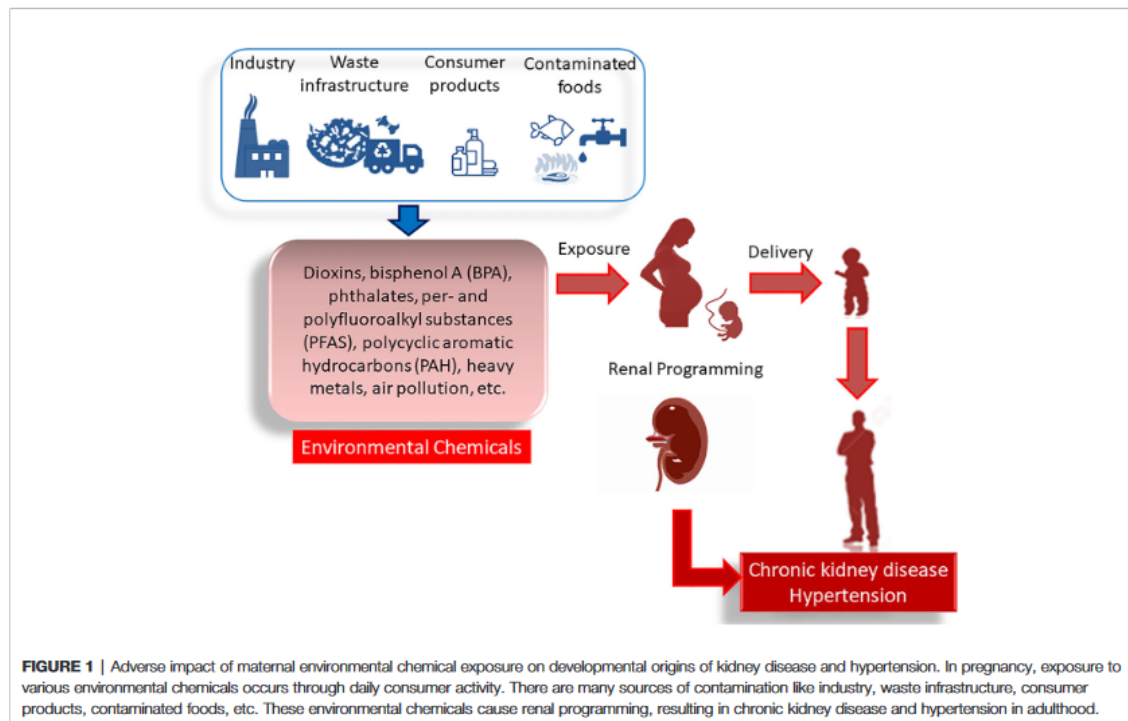 Industry
Waste
infrastructure
Consumer
products
Contaminated
foods
Dioxins, bisphenol A (BPA),
phthalates, per- and
polyfluoroalkyl substances
(PFAS), polycyclic aromatic
hydrocarbons (PAH), heavy
metals, air pollution, etc.
Environmental Chemicals
Exposure
Delivery
Renal Programming
Chronic kidney disease
Hypertension
FIGURE 1 | Adverse impact of maternal environmental chemical exposure on developmental origins of kidney disease and hypertension. In pregnancy, exposure to
various environmental chemicals occurs through daily consumer activity. There are many sources of contamination like industry, waste infrastructure, consumer
products, contaminated foods, etc. These environmental chemicals cause renal programming, resulting in chronic kidney disease and hypertension in adulthood.